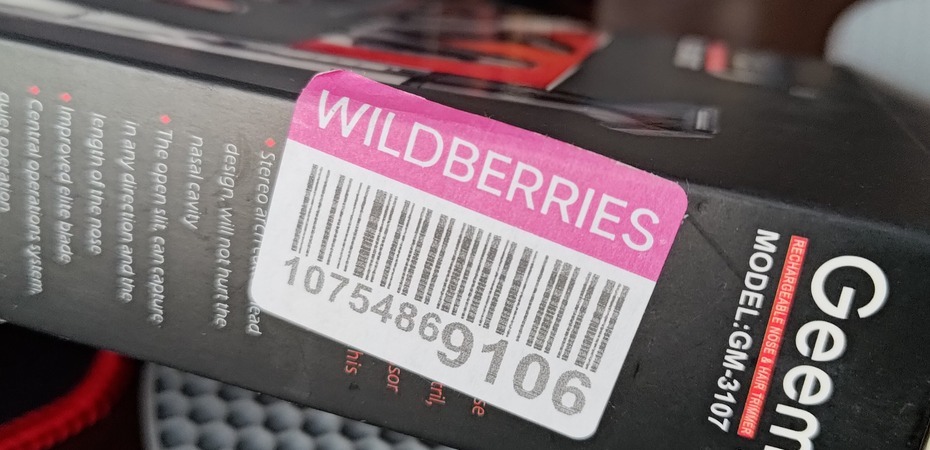 WILDBERRIES
10754869106
Geem
RECHARGEABLE NOSE & HAIR TRIMMER
MODEL:GM-3107
Stereo arch
design, will not hurt the
nasal cavity
The open slit, can capture
in any direction and the
length of the nose
Improved elite blade
Central operations system,
quiet operation